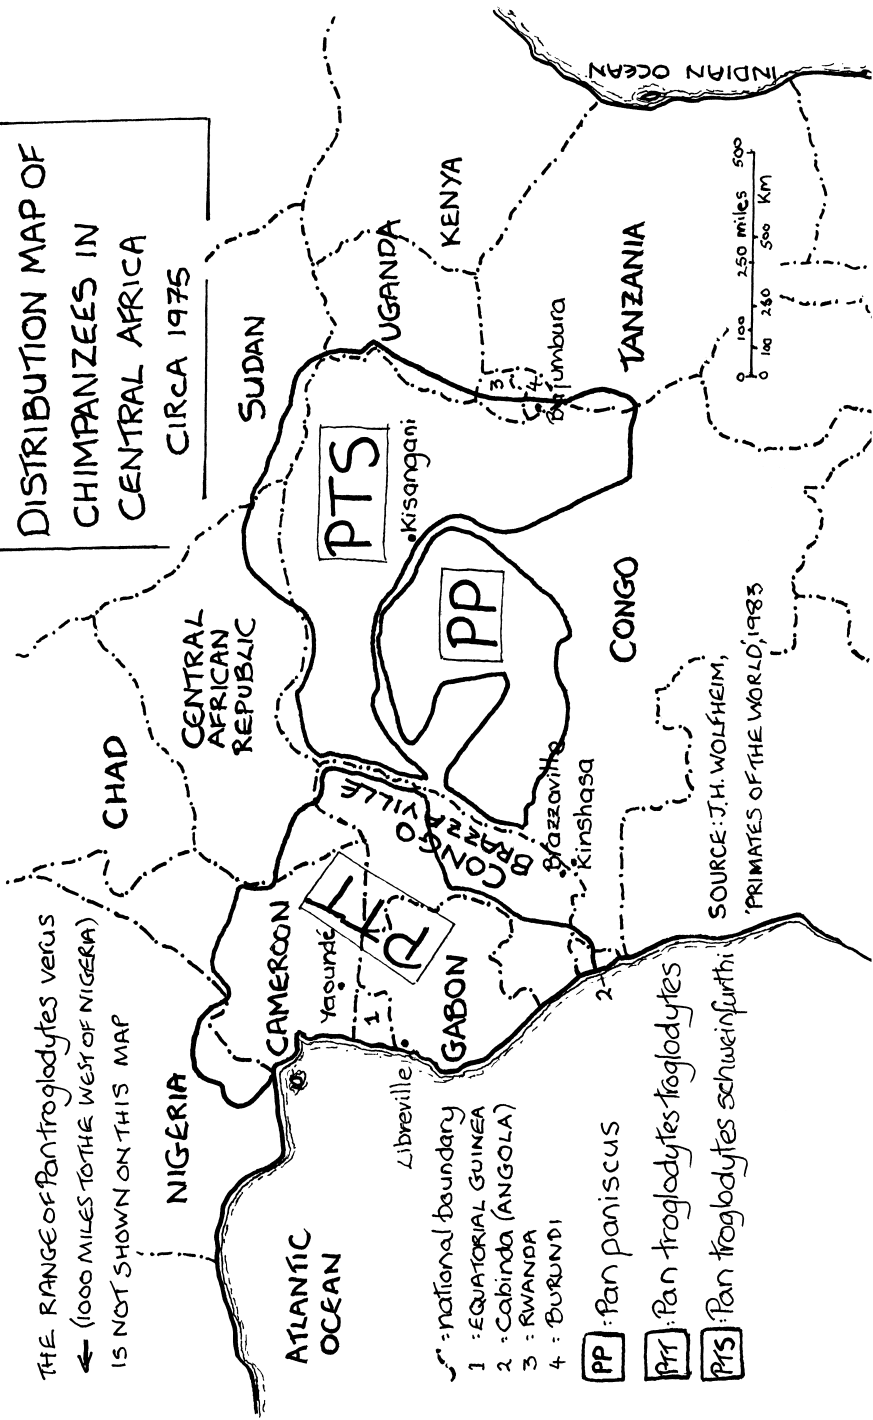 DISTRIBUTION MAP OF
CHIMPANZEES IN
CENTRAL AFRICA
CIRCA 1975
THE RANGE OF Pan troglodytes verus
← (1000 MILES TO THE WEST OF NIGERIA)
IS NOT SHOWN ON THIS MAP
CHAD
SUDAN
NIGERIA
CENTRAL
AFRICAN
REPUBLIC
CAMEROON
Yaoundé
PTT
PTS
PP
Kisangani
UGANDA
KENYA
INDIAN OCEAN
ATLANTIC
OCEAN
Libreville
1
GABON
CONGO
BRAZZA
VILLE
3
4
Bujumbura
TANZANIA
CONGO
Brazzaville
Kinshasa
2
0 100 250 miles 500
0 100 250 500 Km
:national boundary
1 :EQUATORIAL GUINEA
2 :Cabinda (ANGOLA)
3 :RWANDA
4 :BURUNDI
PP :Pan paniscus
PTT :Pan troglodytes troglodytes
PTS :Pan troglodytes schweinfurthi
SOURCE: J.H. WOLFHEIM,
'PRIMATES OF THE WORLD', 1983